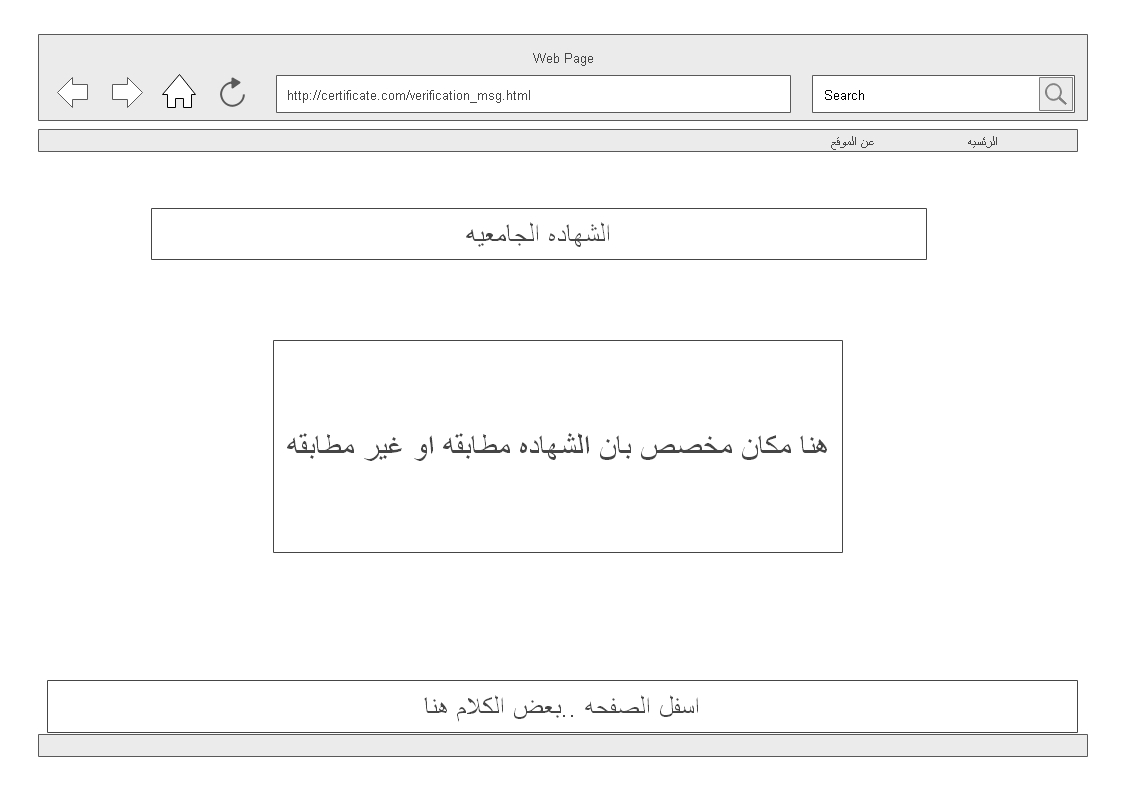 Web Page
http://certificate.com/verification_msg.html
Search
الرئسيه
عن الموقع
الشهاده الجامعيه
هنا مكان مخصص بان الشهاده مطابقه او غير مطابقه
اسفل الصفحه ..بعض الكلام هنا